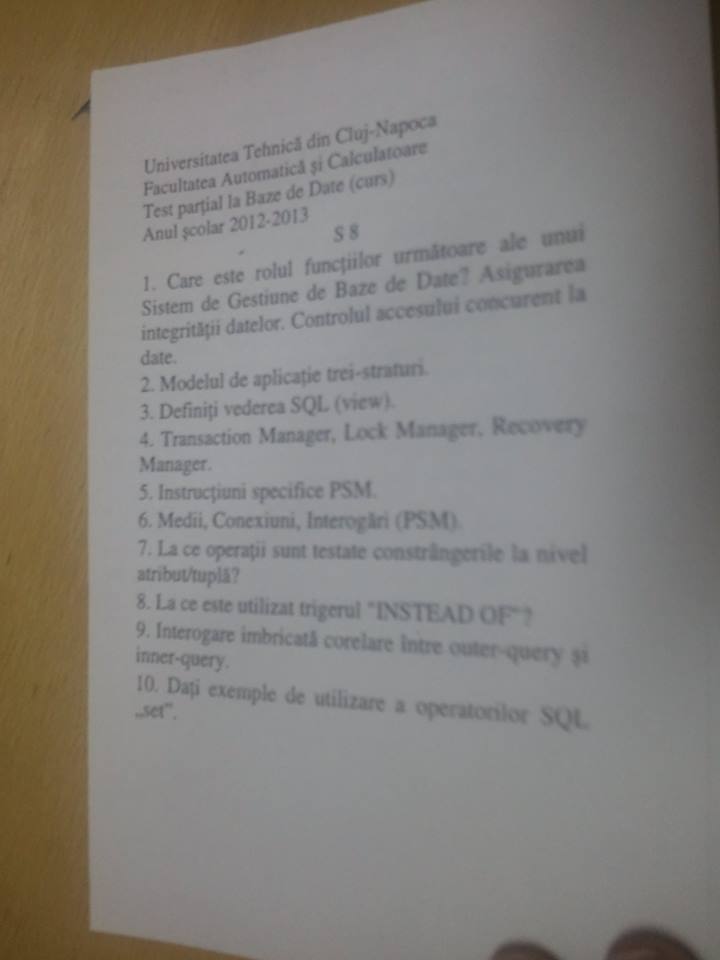 Universitatea Tehnică din Cluj-Napoca
Facultatea Automatică şi Calculatoare
Test parţial la Baze de Date (curs)
Anul şcolar 2012-2013
S 8
1. Care este rolul funcţiilor următoare ale unui
Sistem de Gestiune de Baze de Date? Asigurarea
integrităţii datelor. Controlul accesului concurent la
date.
2. Modelul de aplicaţie trei-straturi.
3. Definiţi vederea SQL (view).
4. Transaction Manager, Lock Manager, Recovery
Manager.
5. Instrucţiuni specifice PSM.
6. Medii, Conexiuni, Interogări (PSM).
7. La ce operaţii sunt testate constrângerile la nivel
atribut/tuplă?
8. La ce este utilizat trigerul "INSTEAD OF"?
9. Interogare imbricată corelare între outer-query şi
inner-query.
10. Daţi exemple de utilizare a operatorilor SQL
„set”.